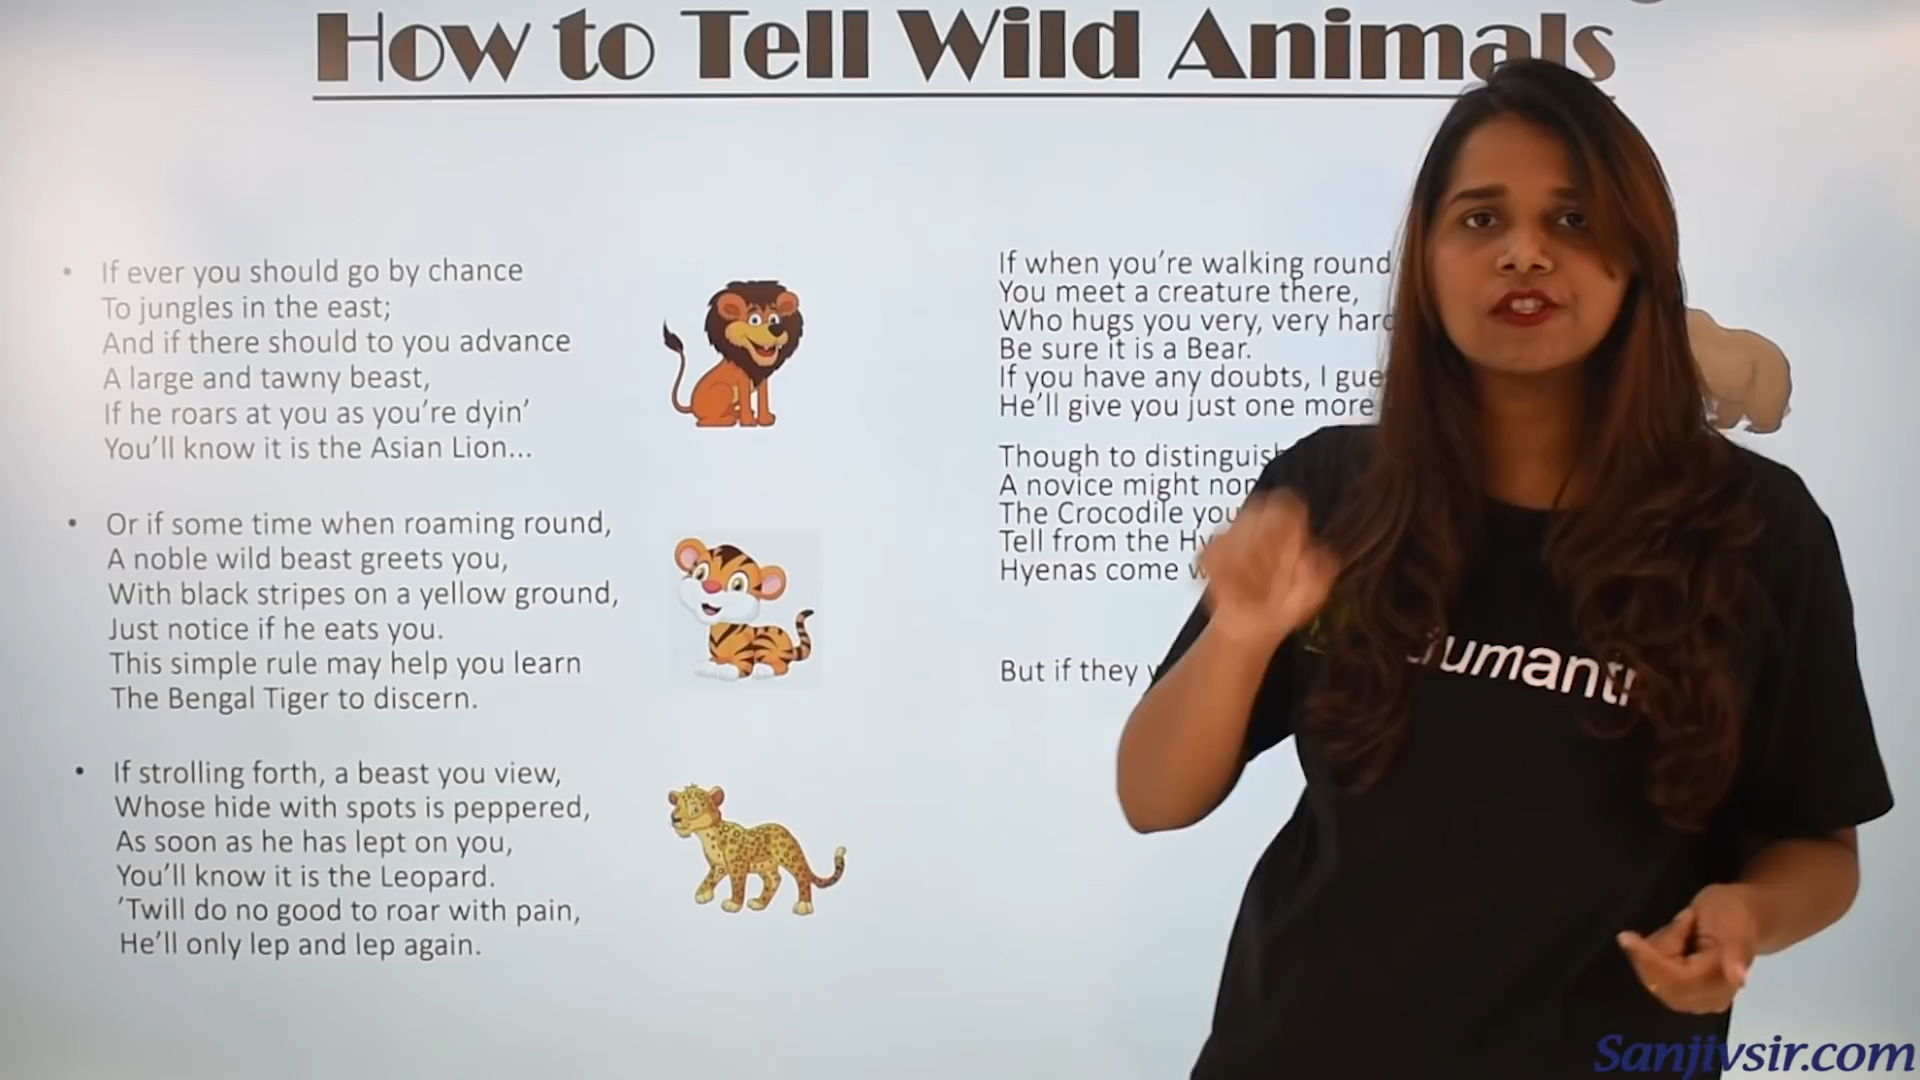 How to Tell Wild Animals
• If ever you should go by chance
To jungles in the east;
And if there should to you advance
A large and tawny beast,
If he roars at you as you're dyin'
You'll know it is the Asian Lion...
• Or if some time when roaming round,
A noble wild beast greets you,
With black stripes on a yellow ground,
Just notice if he eats you.
This simple rule may help you learn
The Bengal Tiger to discern.
• If strolling forth, a beast you view,
Whose hide with spots is peppered,
As soon as he has lept on you,
You'll know it is the Leopard.
'Twill do no good to roar with pain,
He'll only lep and lep again.
If when you're walking round
You meet a creature there,
Who hugs you very, very hard
Be sure it is a Bear.
If you have any doubts, I
He'll give you just one more
Though to
A novice might
The Crocodile you
Tell from the
Hyenas come
But if they
Sanjivsir.com